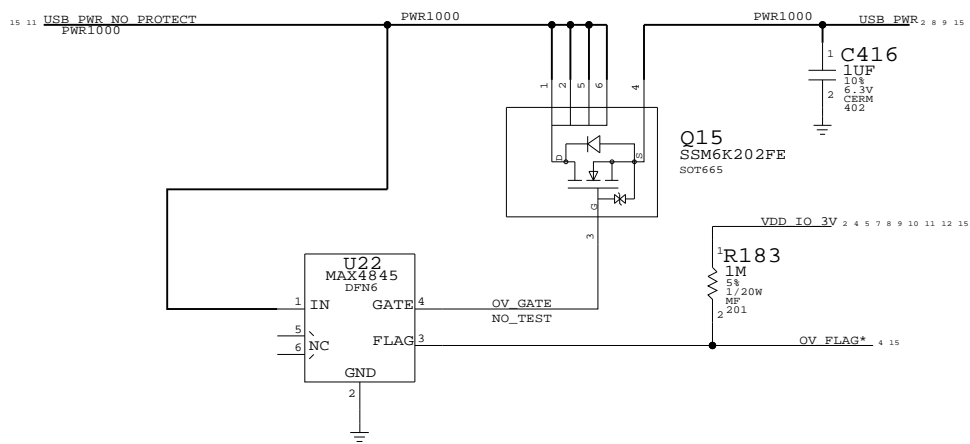 15 11 USB_PWR_NO_PROTECT
PWR1000
PWR1000
PWR1000
USB_PWR 2 8 9 15
1
2
C416
1UF
10%
6.3V
CERM
402
1
2
5
6
4
D
S
G
3
Q15
SSM6K202FE
SOT665
VDD_IO_3V 2 4 5 7 8 9 10 11 12 15
1
R183
1M
5%
1/20W
MF
201
2
U22
MAX4845
DFN6
1 IN
GATE 4
OV_GATE
NO_TEST
5
6
NC
FLAG 3
OV_FLAG* 4 15
GND
2